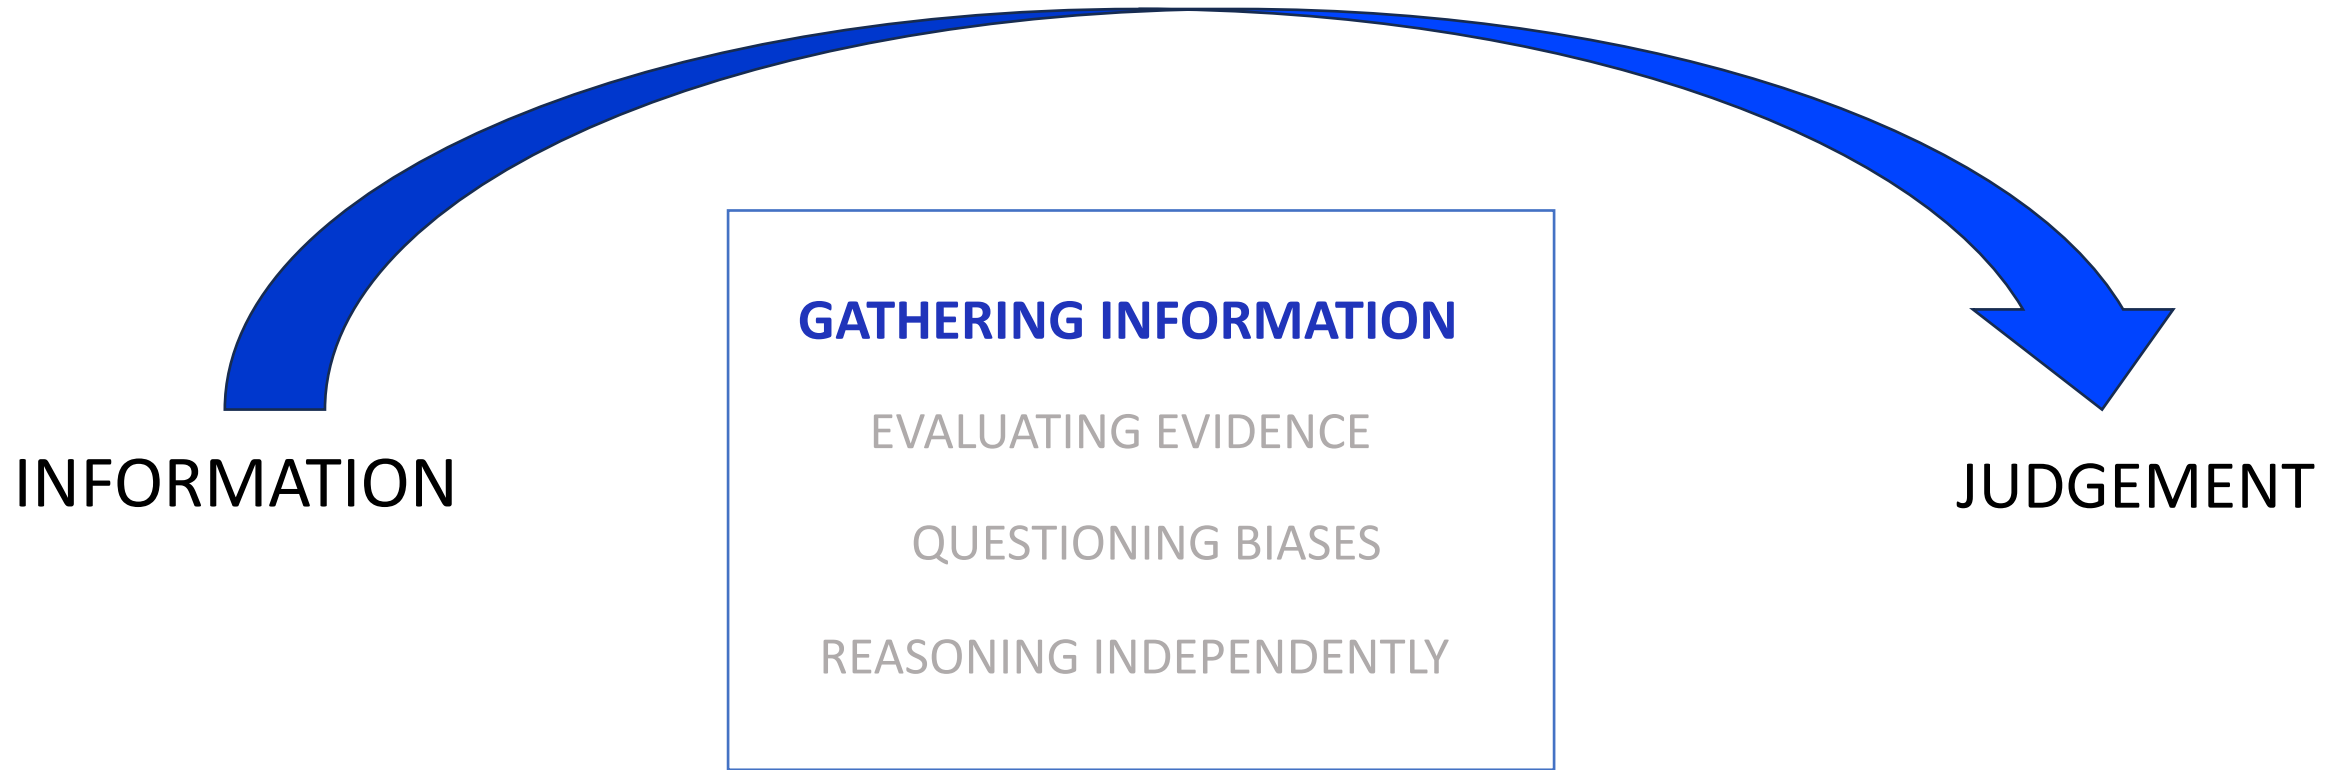 GATHERING INFORMATION
EVALUATING EVIDENCE
INFORMATION
JUDGEMENT
QUESTIONING BIASES
REASONING INDEPENDENTLY